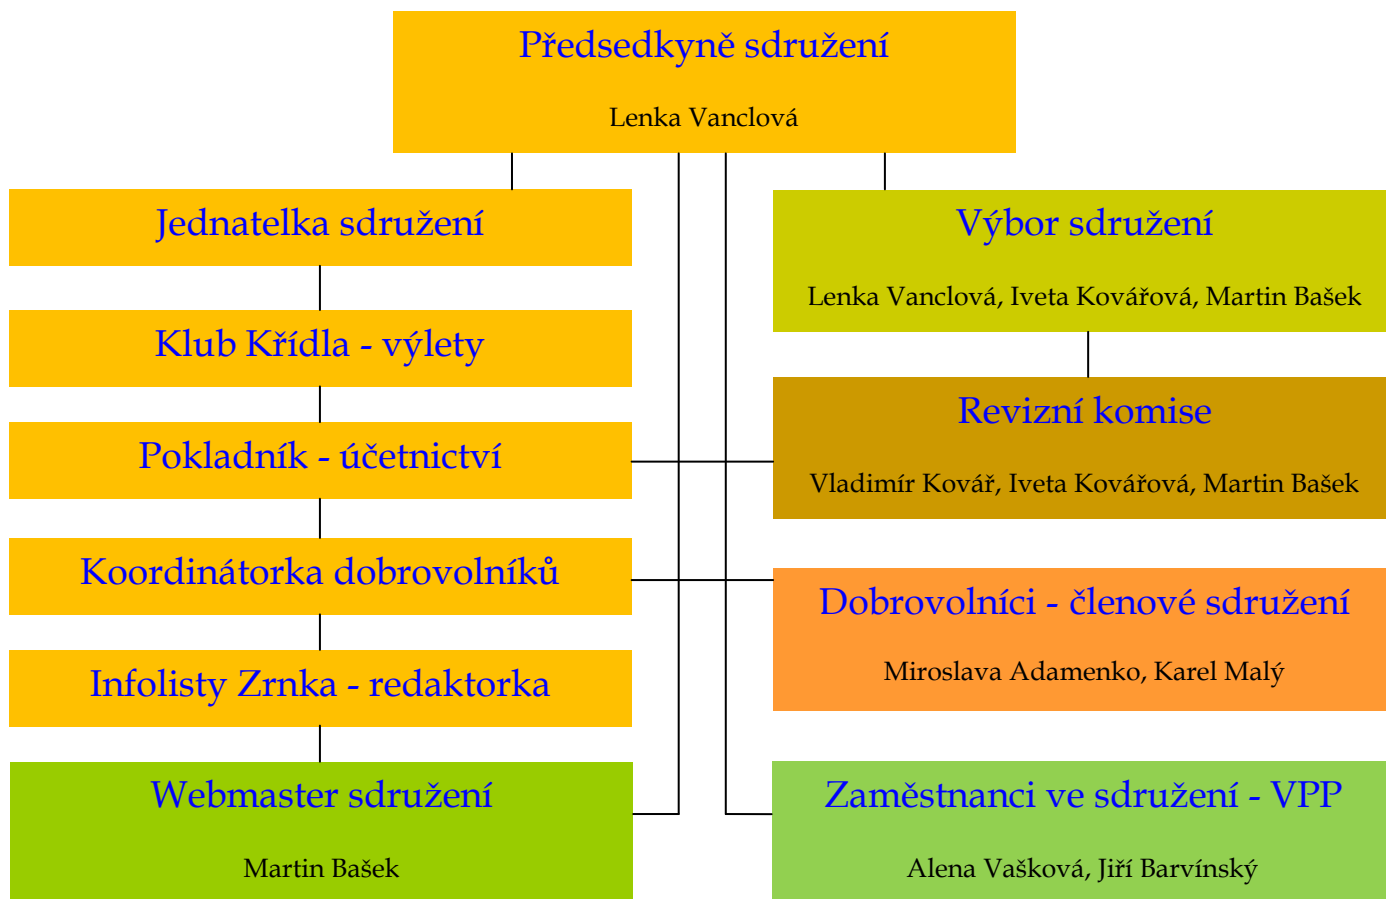 Předsedkyně sdružení
Lenka Vanclová
Jednatelka sdružení
Klub Křídla - výlety
Pokladník - účetnictví
Koordinátorka dobrovolníků
Infolisty Zrnka - redaktorka
Webmaster sdružení
Martin Bašek
Výbor sdružení
Lenka Vanclová, Iveta Kovářová, Martin Bašek
Revizní komise
Vladimír Kovář, Iveta Kovářová, Martin Bašek
Dobrovolníci - členové sdružení
Miroslava Adamenko, Karel Malý
Zaměstnanci ve sdružení - VPP
Alena Vašková, Jiří Barvínský